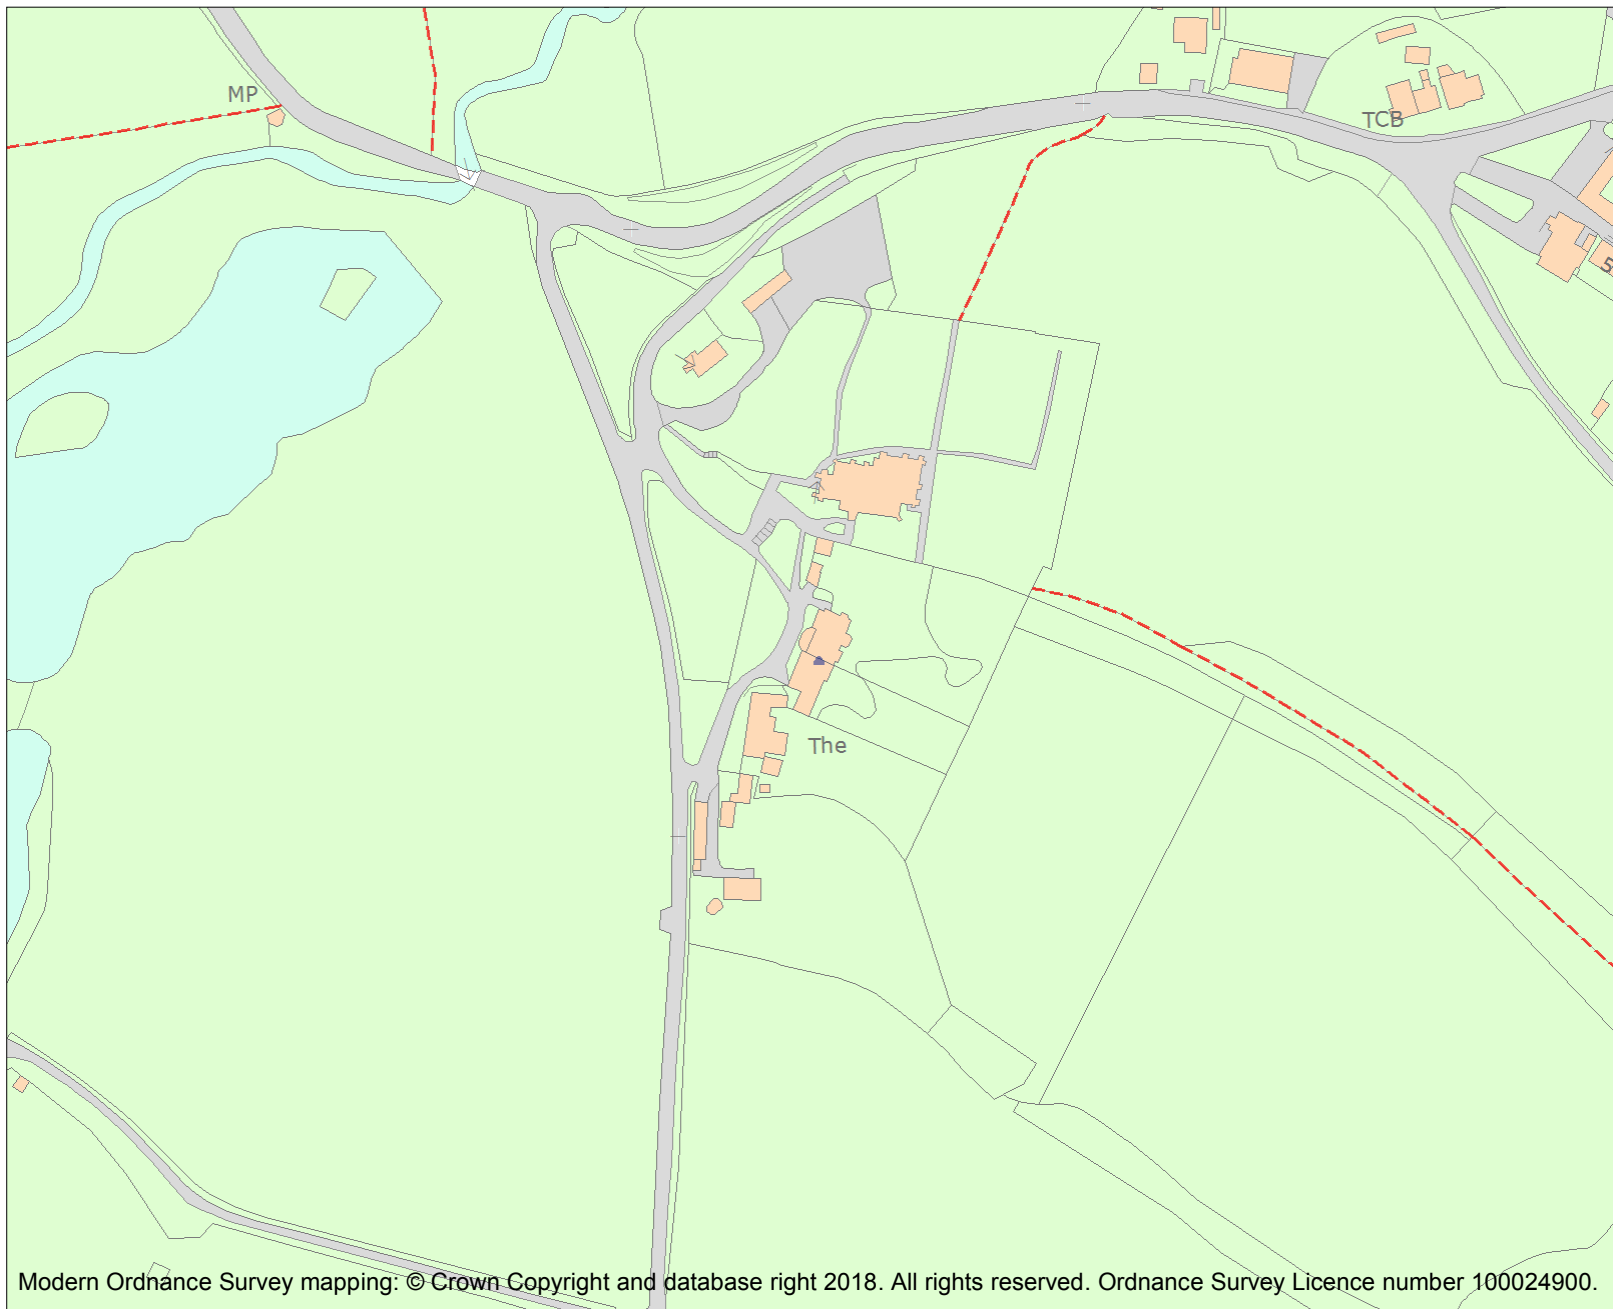 MP
TCB
5
The
Modern Ordnance Survey mapping: © Crown Copyright and database right 2018. All rights reserved. Ordnance Survey Licence number 100024900.